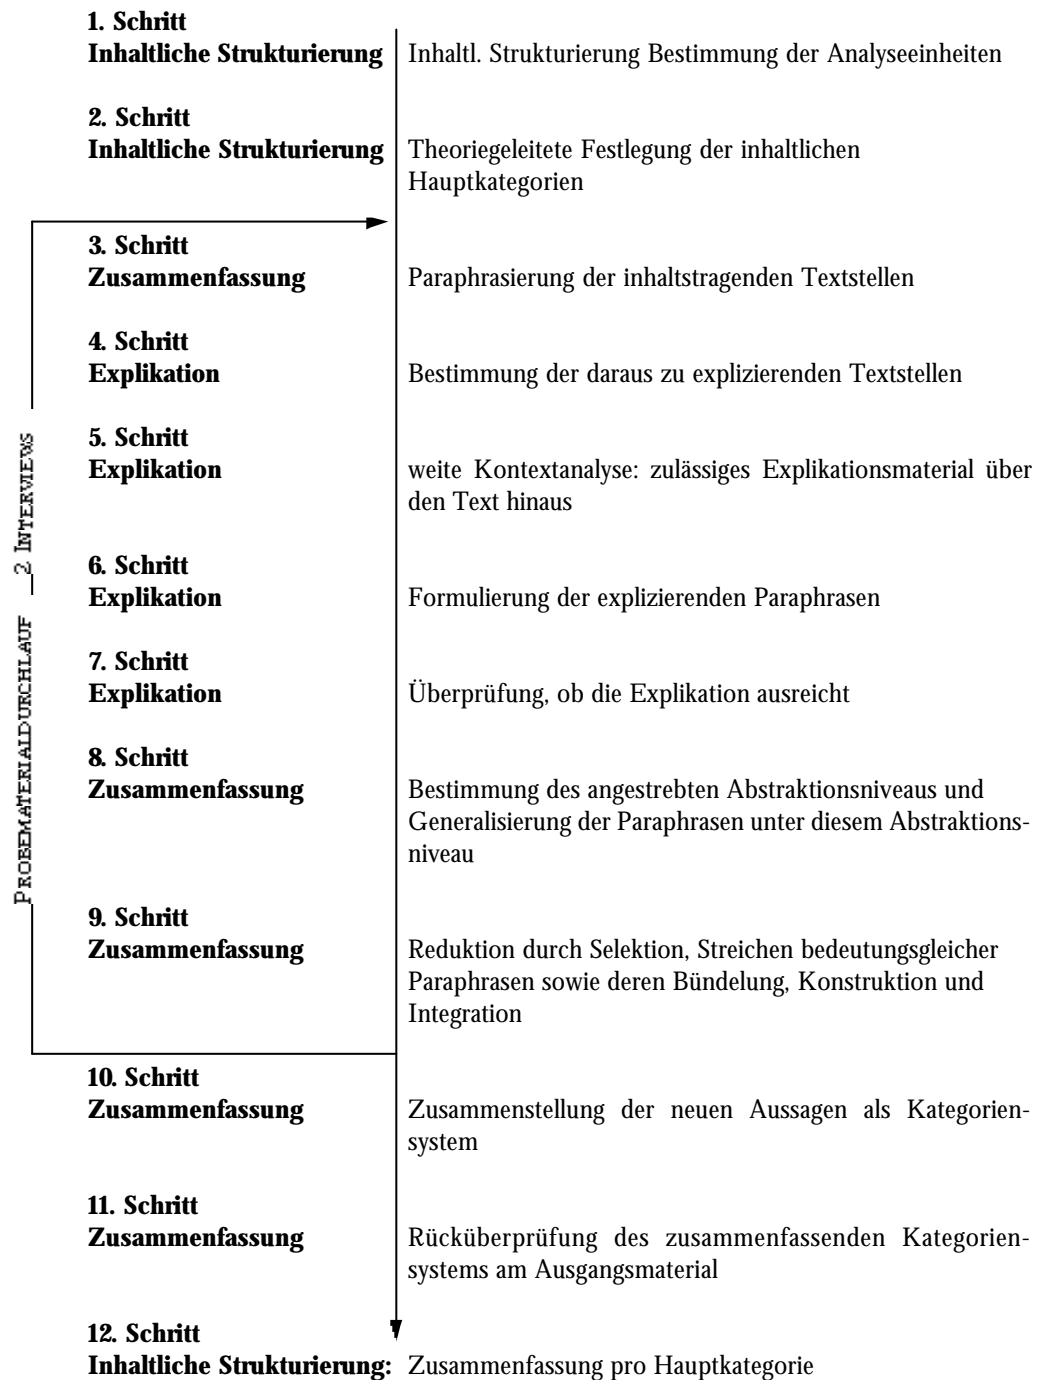 1. Schritt
Inhaltliche Strukturierung Inhaltl. Strukturierung Bestimmung der Analyseeinheiten
2. Schritt
Inhaltliche Strukturierung Theoriegeleitete Festlegung der inhaltlichen
Hauptkategorien
3. Schritt
Zusammenfassung Paraphrasierung der inhaltstragenden Textstellen
4. Schritt
Explikation Bestimmung der daraus zu explizierenden Textstellen
5. Schritt
Explikation weite Kontextanalyse: zulässiges Explikationsmaterial über
den Text hinaus
6. Schritt
Explikation Formulierung der explizierenden Paraphrasen
7. Schritt
Explikation Überprüfung, ob die Explikation ausreicht
8. Schritt
Zusammenfassung Bestimmung des angestrebten Abstraktionsniveaus und
Generalisierung der Paraphrasen unter diesem Abstraktions-
niveau
9. Schritt
Zusammenfassung Reduktion durch Selektion, Streichen bedeutungsgleicher
Paraphrasen sowie deren Bündelung, Konstruktion und
Integration
10. Schritt
Zusammenfassung Zusammenstellung der neuen Aussagen als Kategorien-
system
11. Schritt
Zusammenfassung Rücküberprüfung des zusammenfassenden Kategorien-
systems am Ausgangsmaterial
12. Schritt
Inhaltliche Strukturierung: Zusammenfassung pro Hauptkategorie
PROBEMATERIALDURCHLAUF _2 INTERVIEWS